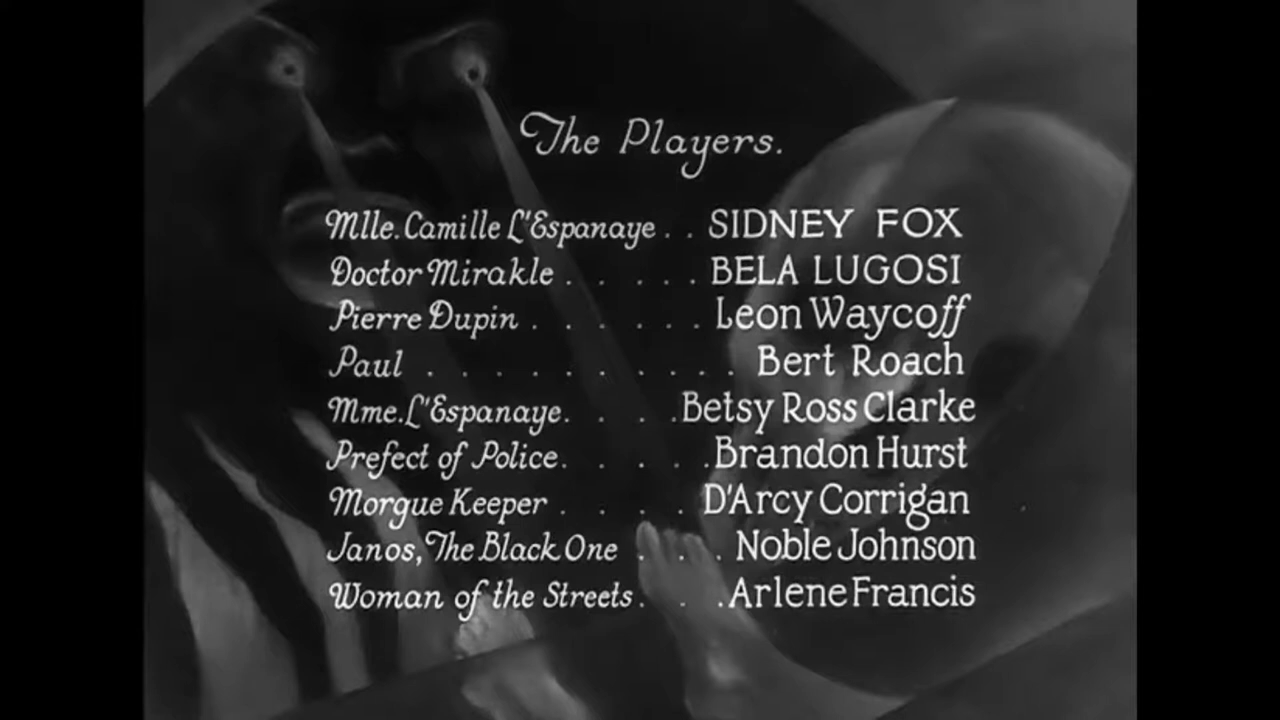 The Players.
Mlle. Camille L'Espanaye . . SIDNEY FOX
Doctor Mirakle . . . . . BELA LUGOSI
Pierre Dupin . . . . . . Leon Waycoff
Paul . . . . . . . . . Bert Roach
Mme. L'Espanaye. . . .Betsy Ross Clarke
Prefect of Police. . . . .Brandon Hurst
Morgue Keeper . . . . D'Arcy Corrigan
Janos, The Black One . . . Noble Johnson
Woman of the Streets. . .Arlene Francis